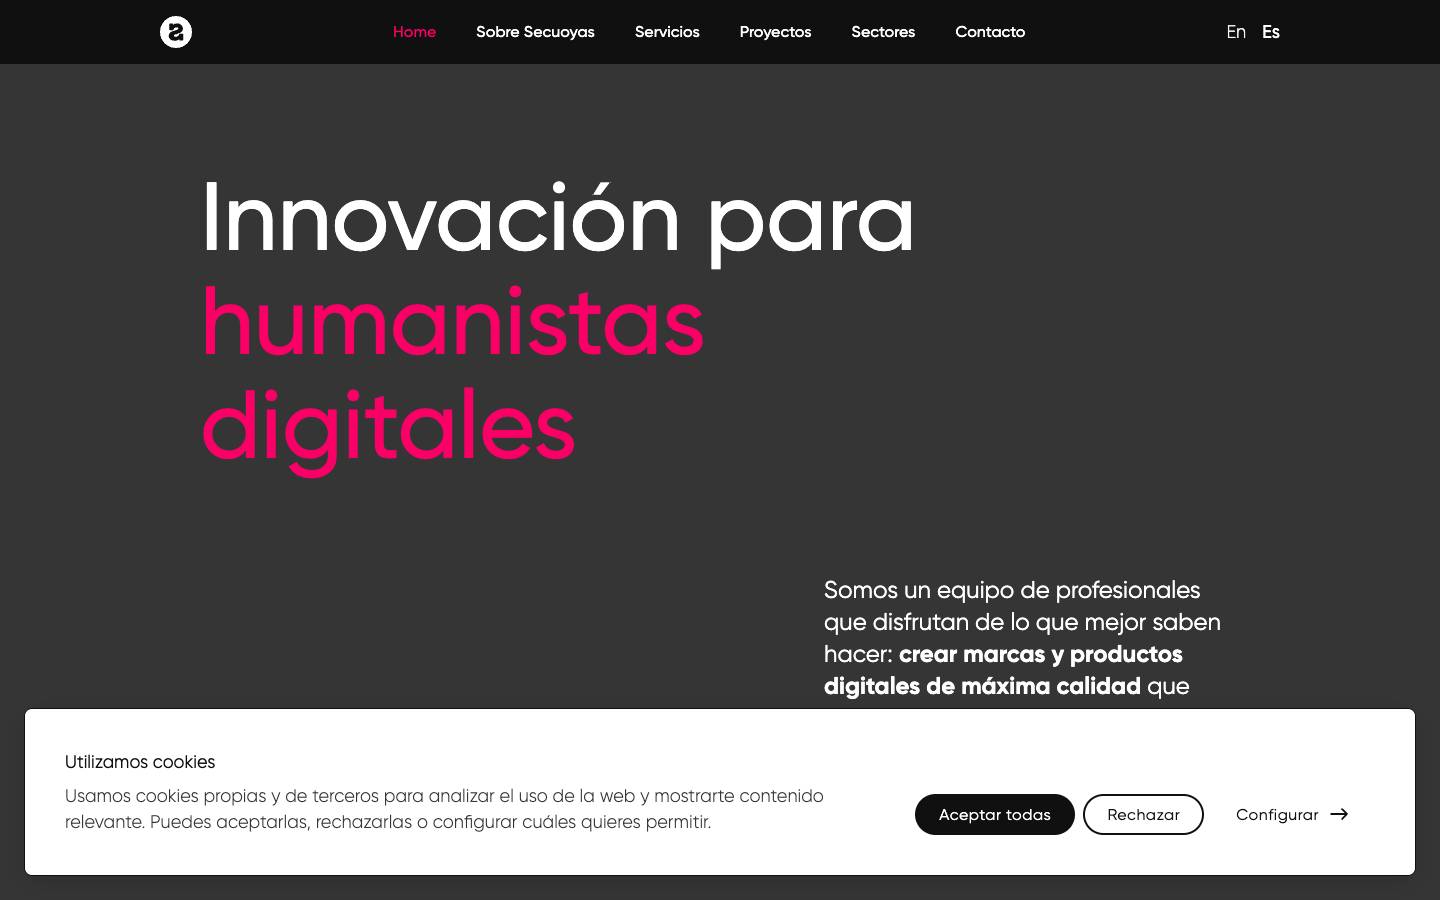 Home Sobre Secuoyas Servicios Proyectos Sectores Contacto En Es
Innovación para
humanistas
digitales
Somos un equipo de profesionales
que disfrutan de lo que mejor saben
hacer: crear marcas y productos
digitales de máxima calidad que
Utilizamos cookies
Usamos cookies propias y de terceros para analizar el uso de la web y mostrarte contenido
relevante. Puedes aceptarlas, rechazarlas o configurar cuáles quieres permitir.
Aceptar todas Rechazar Configurar →